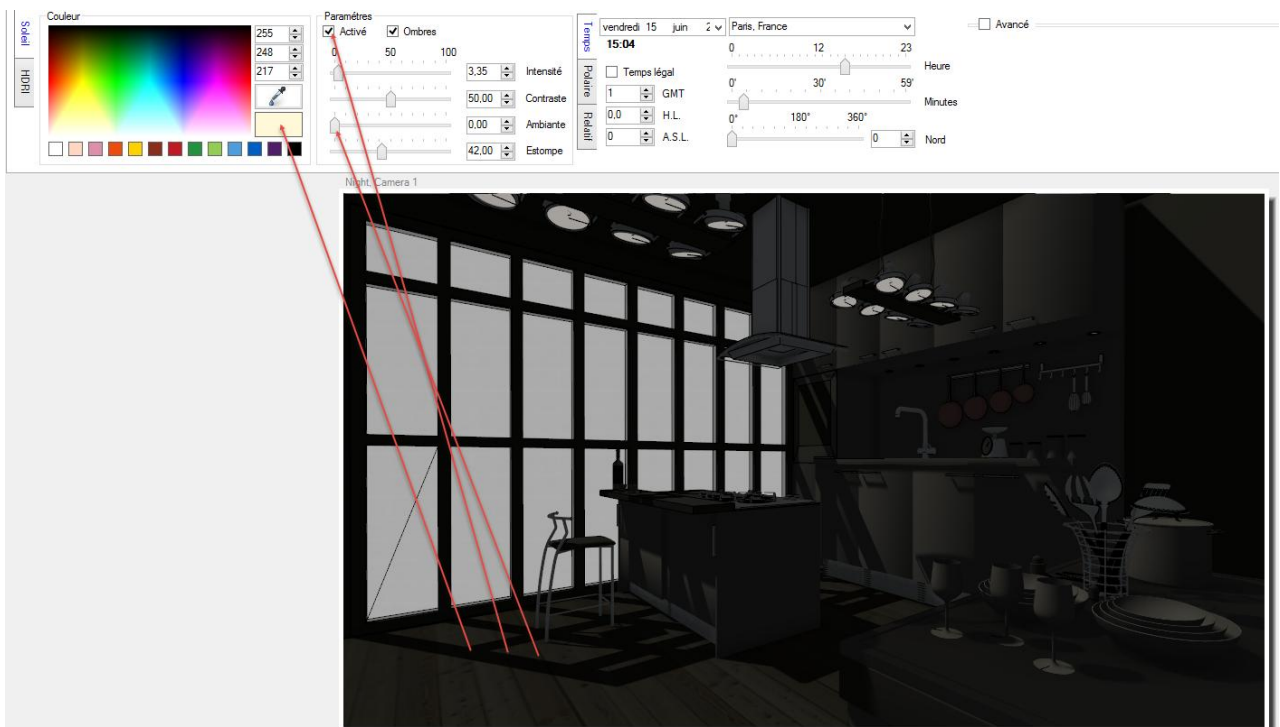 Couleur
Soleil
HDRI
255
248
217
Paramétres
Activé
Ombres
0 50 100
3,35 Intensité
50,00 Contraste
0,00 Ambiante
42,00 Estompe
Temps
Polaire
Relatif
vendredi 15 juin 2
15:04
Temps légal
1 GMT
0,0 H.L.
0 A.S.L.
Paris, France
0 12 23
Heure
0' 30' 59'
Minutes
0° 180° 360°
0 Nord
Avancé
Night, Camera 1